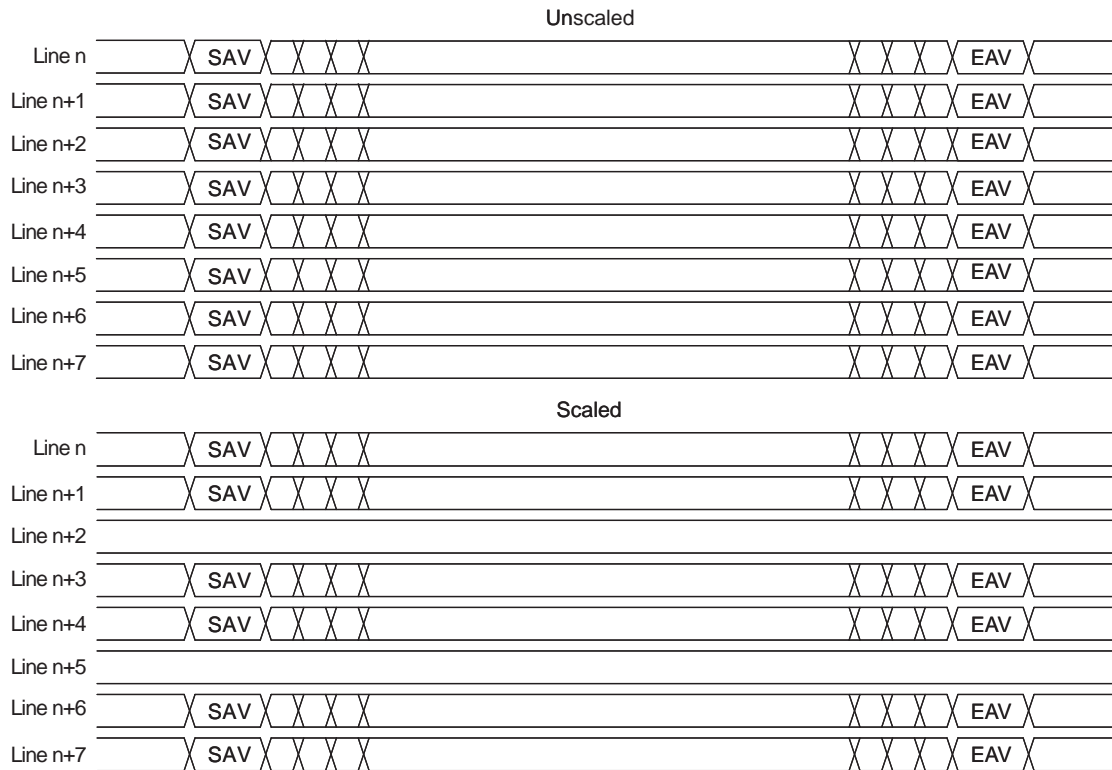 Unscaled
Line n SAV EAV
Line n+1 SAV EAV
Line n+2 SAV EAV
Line n+3 SAV EAV
Line n+4 SAV EAV
Line n+5 SAV EAV
Line n+6 SAV EAV
Line n+7 SAV EAV
Scaled
Line n SAV EAV
Line n+1 SAV EAV
Line n+2
Line n+3 SAV EAV
Line n+4 SAV EAV
Line n+5
Line n+6 SAV EAV
Line n+7 SAV EAV